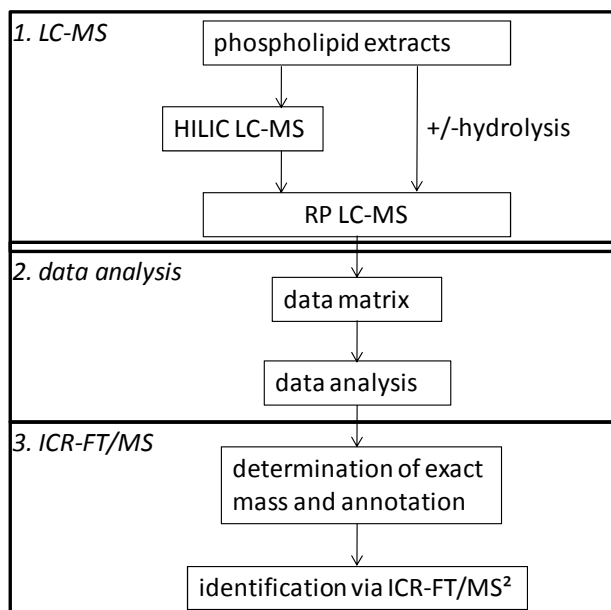 1. LC-MS
phospholipid extracts
HILIC LC-MS
+/-hydrolysis
RP LC-MS
2. data analysis
data matrix
data analysis
3. ICR-FT/MS
determination of exact
mass and annotation
identification via ICR-FT/MS²